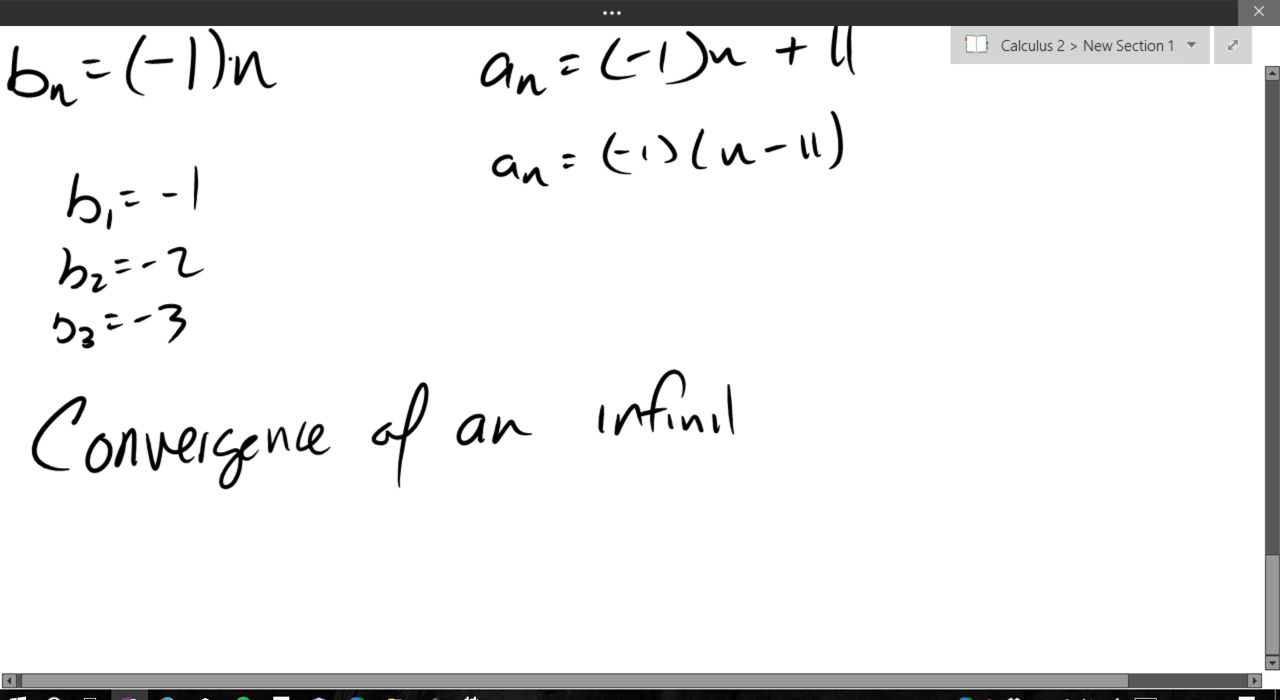 Calculus 2 > New Section 1
bₙ = (-1)·n
aₙ = (-1)n + 11
aₙ = (-1)(n - 11)
b₁ = -1
b₂ = -2
b₃ = -3
Convergence of an infinit